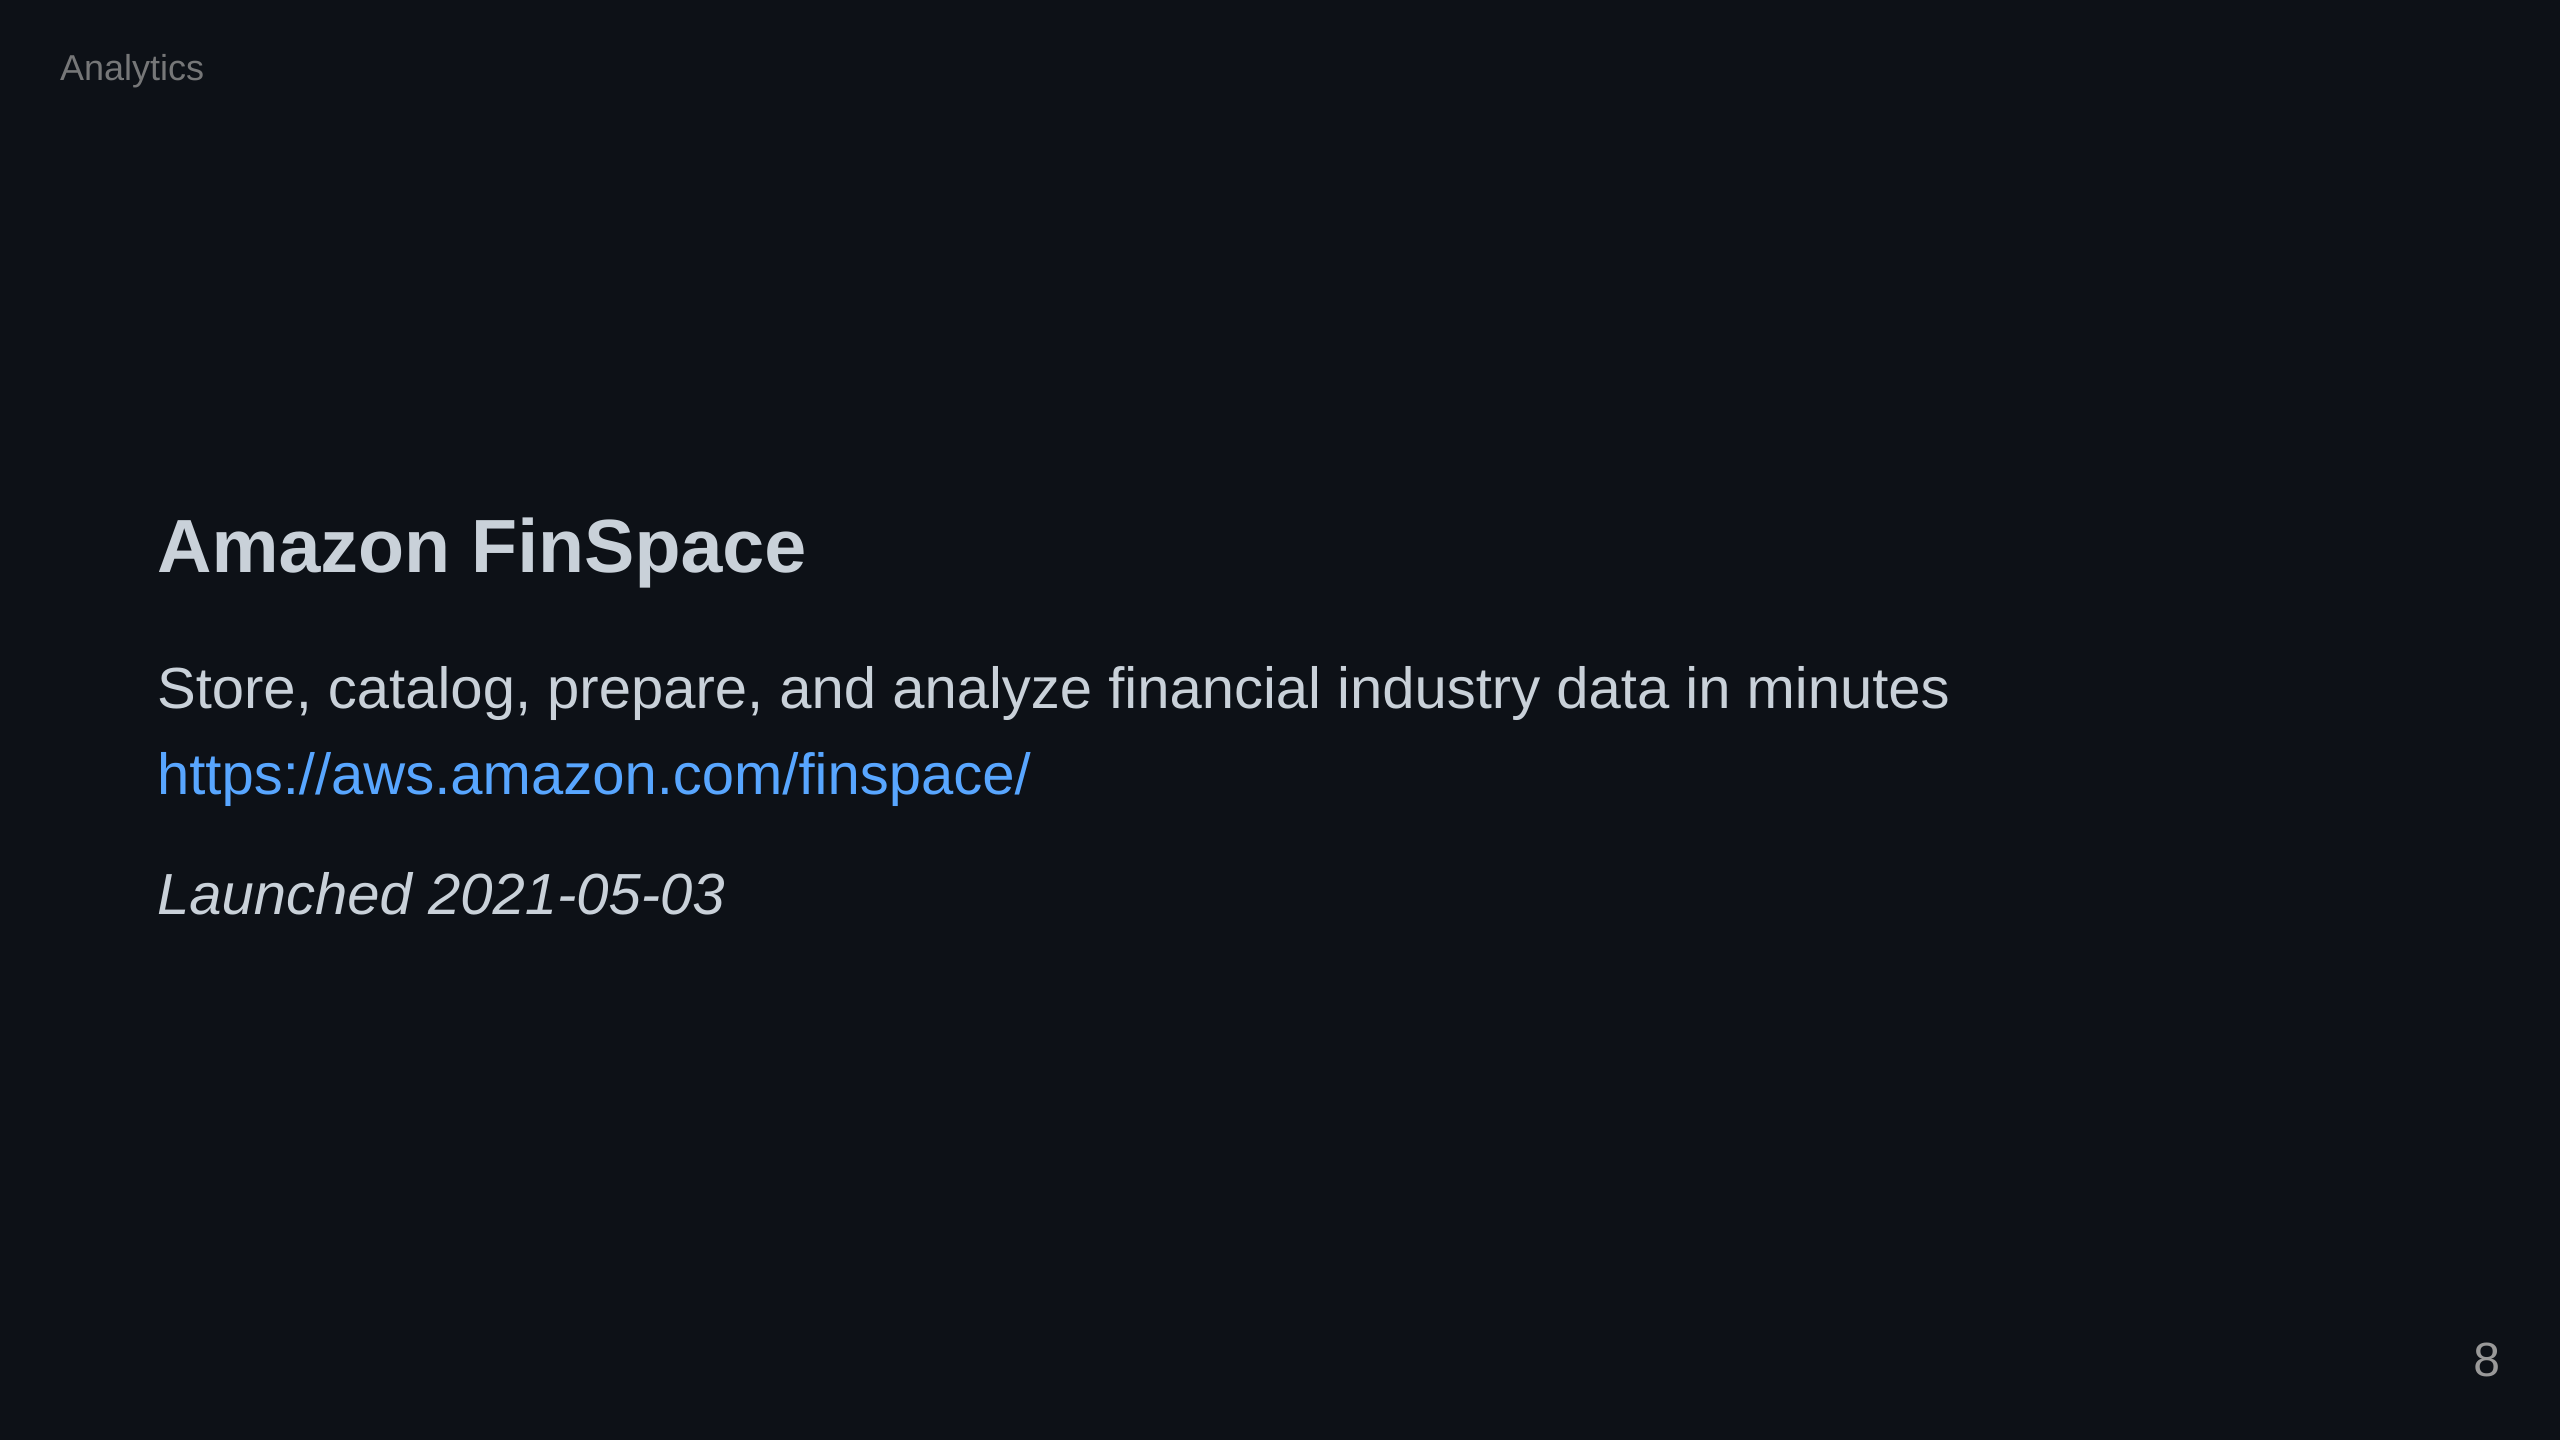 Analytics
Amazon FinSpace
Store, catalog, prepare, and analyze financial industry data in minutes
https://aws.amazon.com/finspace/
Launched 2021-05-03
8